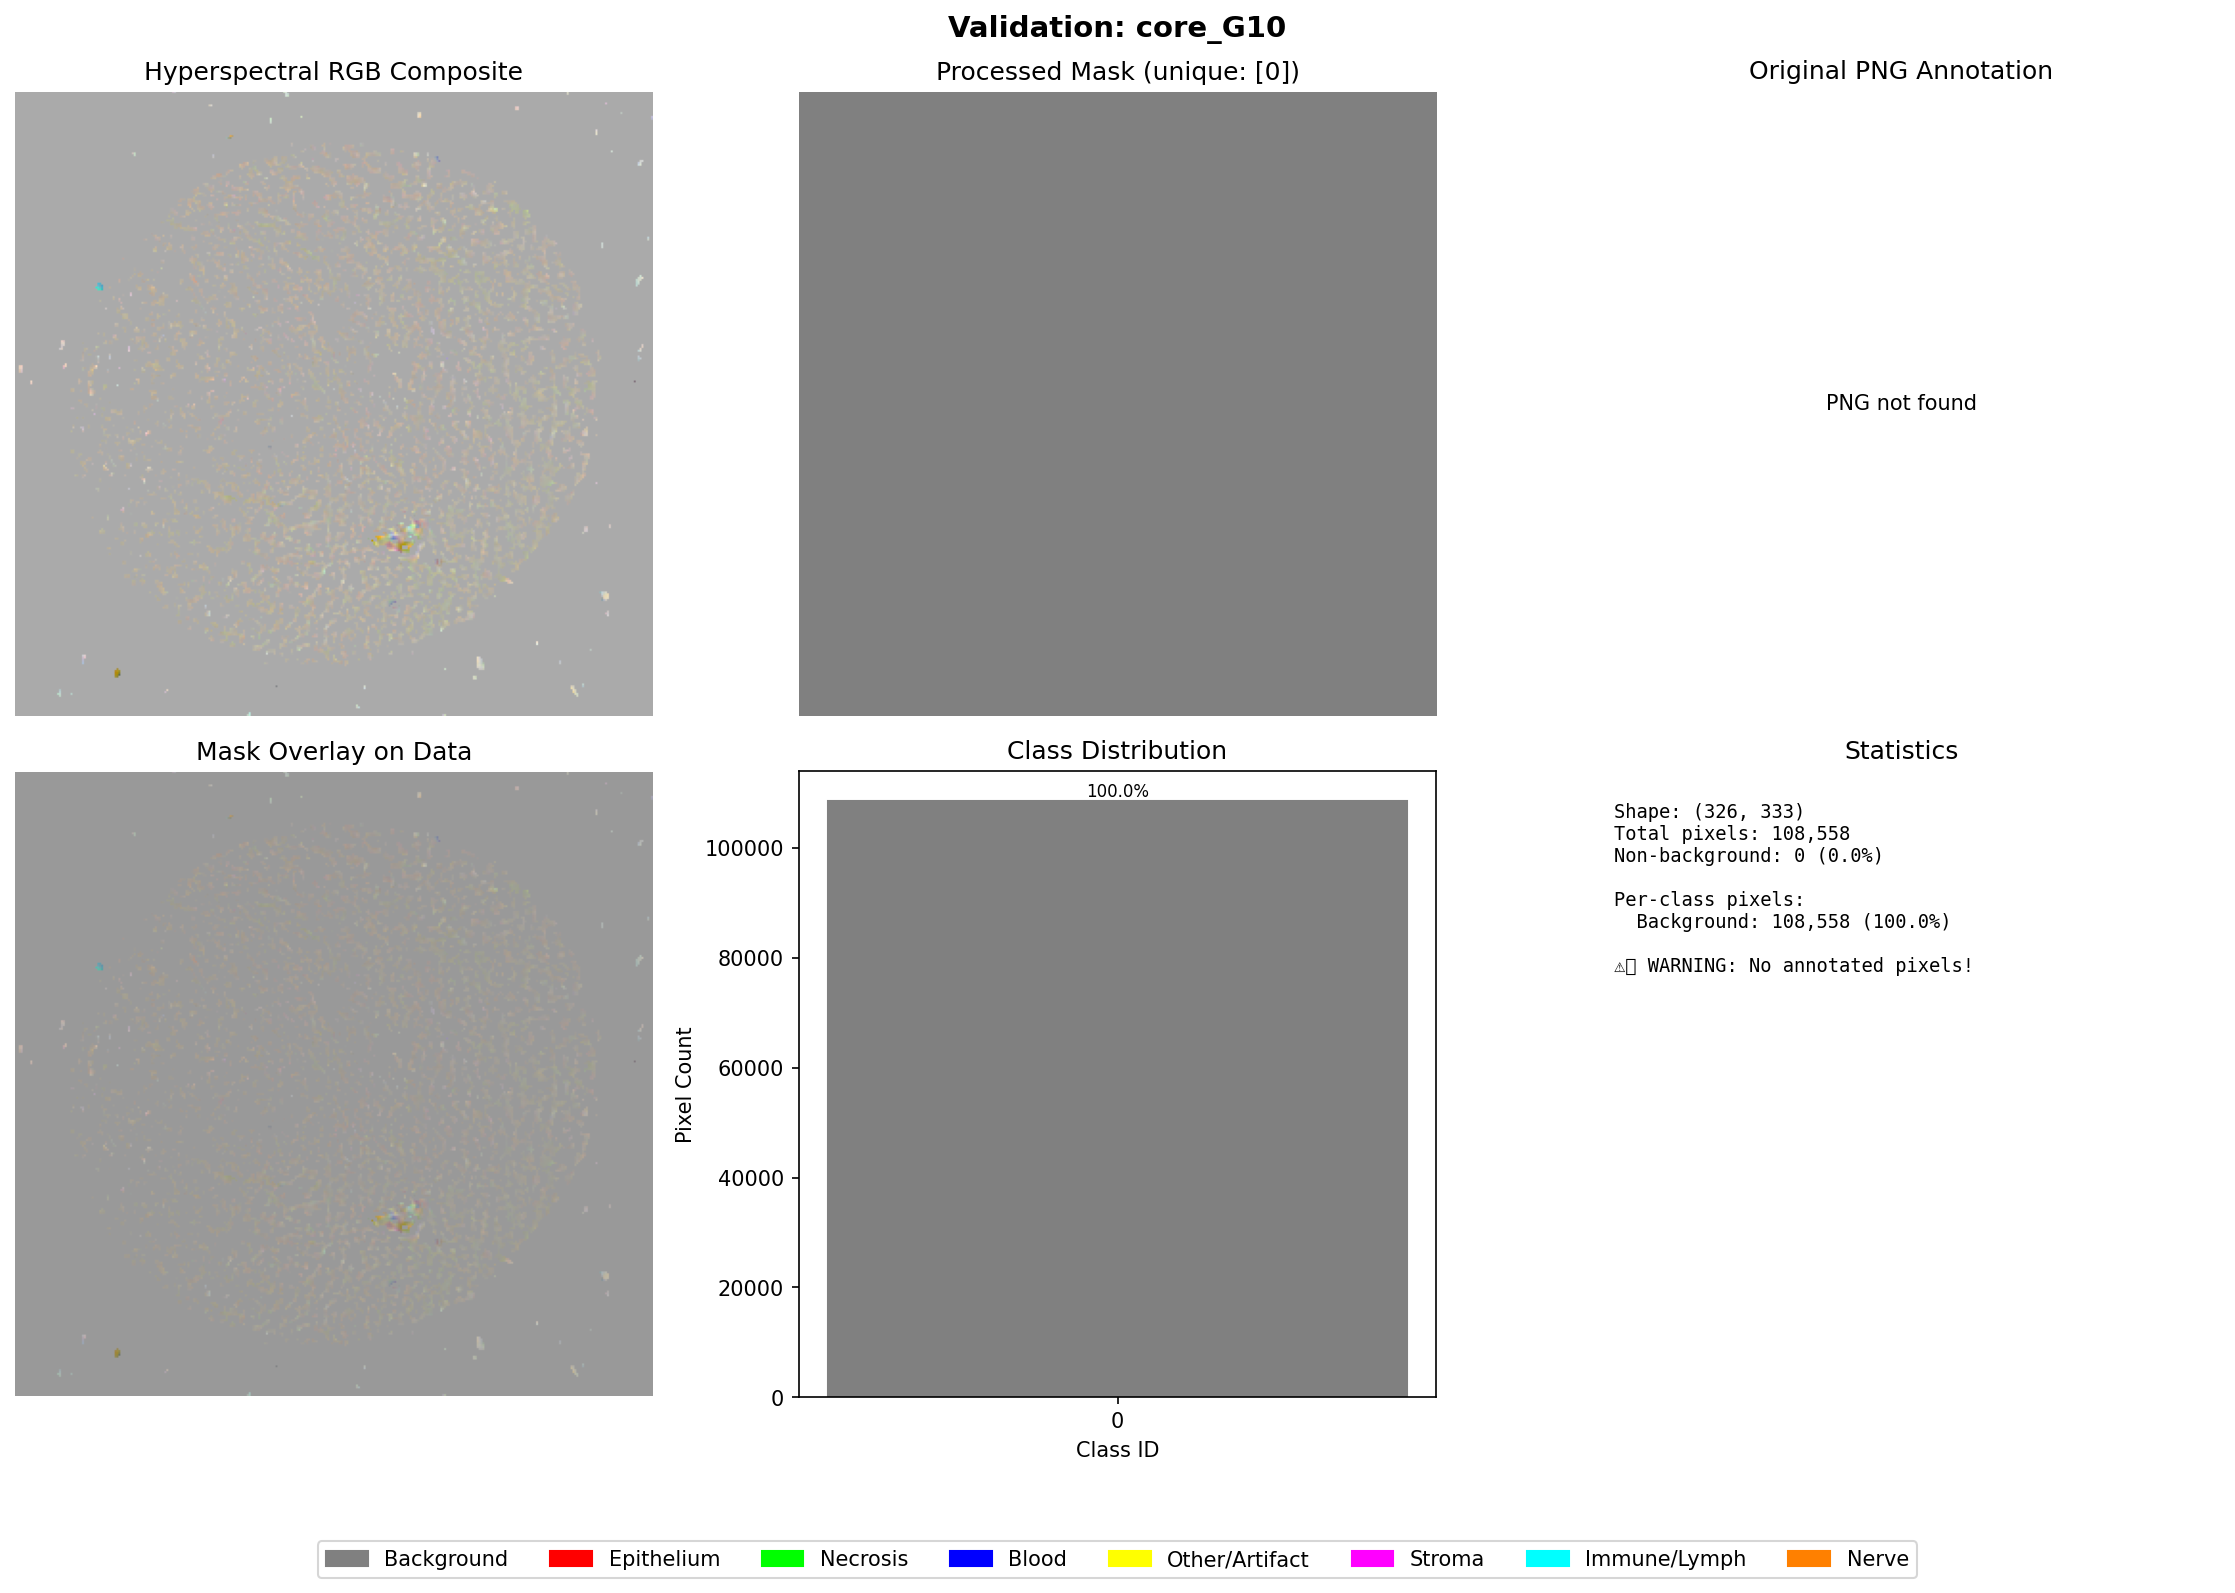 Validation: core_G10
Hyperspectral RGB Composite
Processed Mask (unique: [0])
Original PNG Annotation
PNG not found
Mask Overlay on Data
Class Distribution
100.0%
100000
80000
60000
40000
20000
0
Pixel Count
0
Class ID
Statistics
Shape: (326, 333)
Total pixels: 108,558
Non-background: 0 (0.0%)
Per-class pixels:
Background: 108,558 (100.0%)
⚠ WARNING: No annotated pixels!
Background Epithelium Necrosis Blood Other/Artifact Stroma Immune/Lymph Nerve